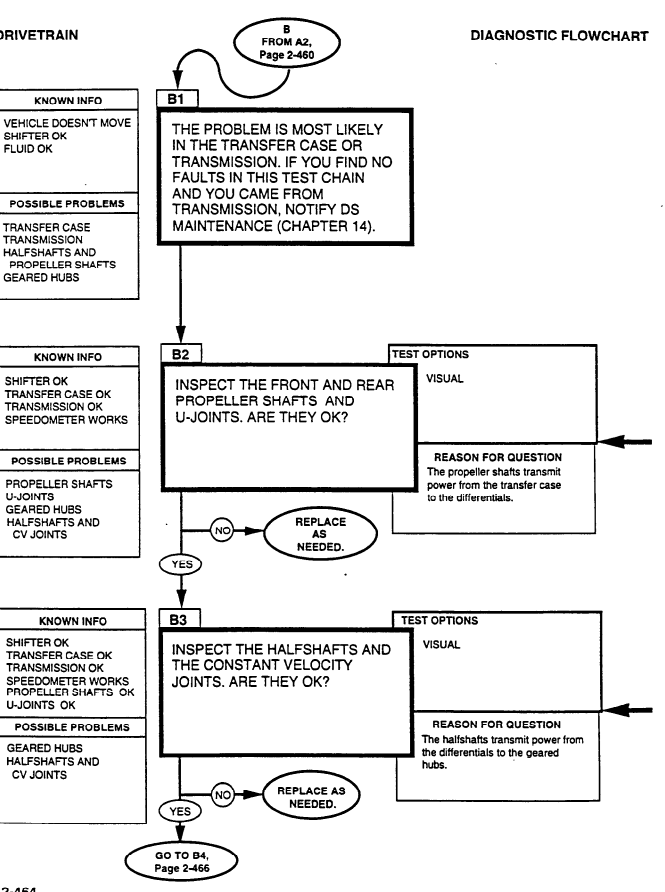 DRIVETRAIN
DIAGNOSTIC FLOWCHART
B
FROM A2,
Page 2-460
KNOWN INFO
VEHICLE DOESN'T MOVE
SHIFTER OK
FLUID OK
POSSIBLE PROBLEMS
TRANSFER CASE
TRANSMISSION
HALFSHAFTS AND
PROPELLER SHAFTS
GEARED HUBS
B1
THE PROBLEM IS MOST LIKELY
IN THE TRANSFER CASE OR
TRANSMISSION. IF YOU FIND NO
FAULTS IN THIS TEST CHAIN
AND YOU CAME FROM
TRANSMISSION, NOTIFY DS
MAINTENANCE (CHAPTER 14).
KNOWN INFO
SHIFTER OK
TRANSFER CASE OK
TRANSMISSION OK
SPEEDOMETER WORKS
POSSIBLE PROBLEMS
PROPELLER SHAFTS
U-JOINTS
GEARED HUBS
HALFSHAFTS AND
CV JOINTS
B2
INSPECT THE FRONT AND REAR
PROPELLER SHAFTS AND
U-JOINTS. ARE THEY OK?
TEST OPTIONS
VISUAL
REASON FOR QUESTION
The propeller shafts transmit
power from the transfer case
to the differentials.
NO
REPLACE
AS
NEEDED.
YES
KNOWN INFO
SHIFTER OK
TRANSFER CASE OK
TRANSMISSION OK
SPEEDOMETER WORKS
PROPELLER SHAFTS OK
U-JOINTS OK
POSSIBLE PROBLEMS
GEARED HUBS
HALFSHAFTS AND
CV JOINTS
B3
INSPECT THE HALFSHAFTS AND
THE CONSTANT VELOCITY
JOINTS. ARE THEY OK?
TEST OPTIONS
VISUAL
REASON FOR QUESTION
The halfshafts transmit power from
the differentials to the geared
hubs.
NO
REPLACE AS
NEEDED.
YES
GO TO B4,
Page 2-466
2-464